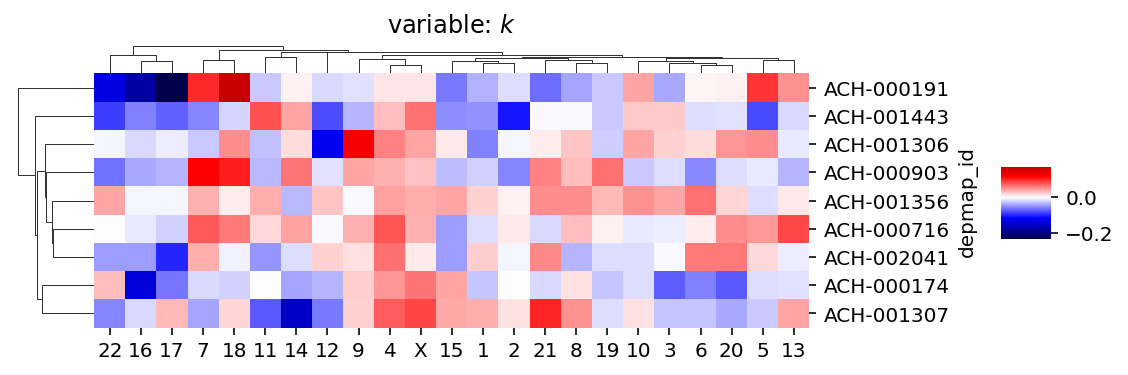 variable: k
ACH-000191
ACH-001443
ACH-001306
ACH-000903
ACH-001356
ACH-000716
ACH-002041
ACH-000174
ACH-001307
depmap_id
0.0
−0.2
22 16 17 7 18 11 14 12 9 4 X 15 1 2 21 8 19 10 3 6 20 5 13